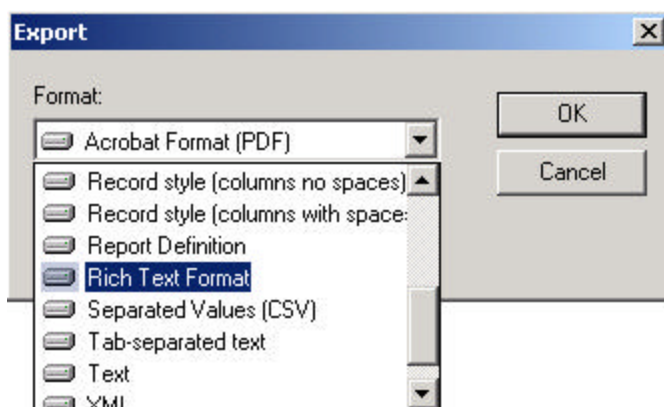 Export
Format:
OK
Acrobat Format (PDF)
Cancel
Record style (columns no spaces)
Record style (columns with space
Report Definition
Rich Text Format
Separated Values (CSV)
Tab-separated text
Text
XML